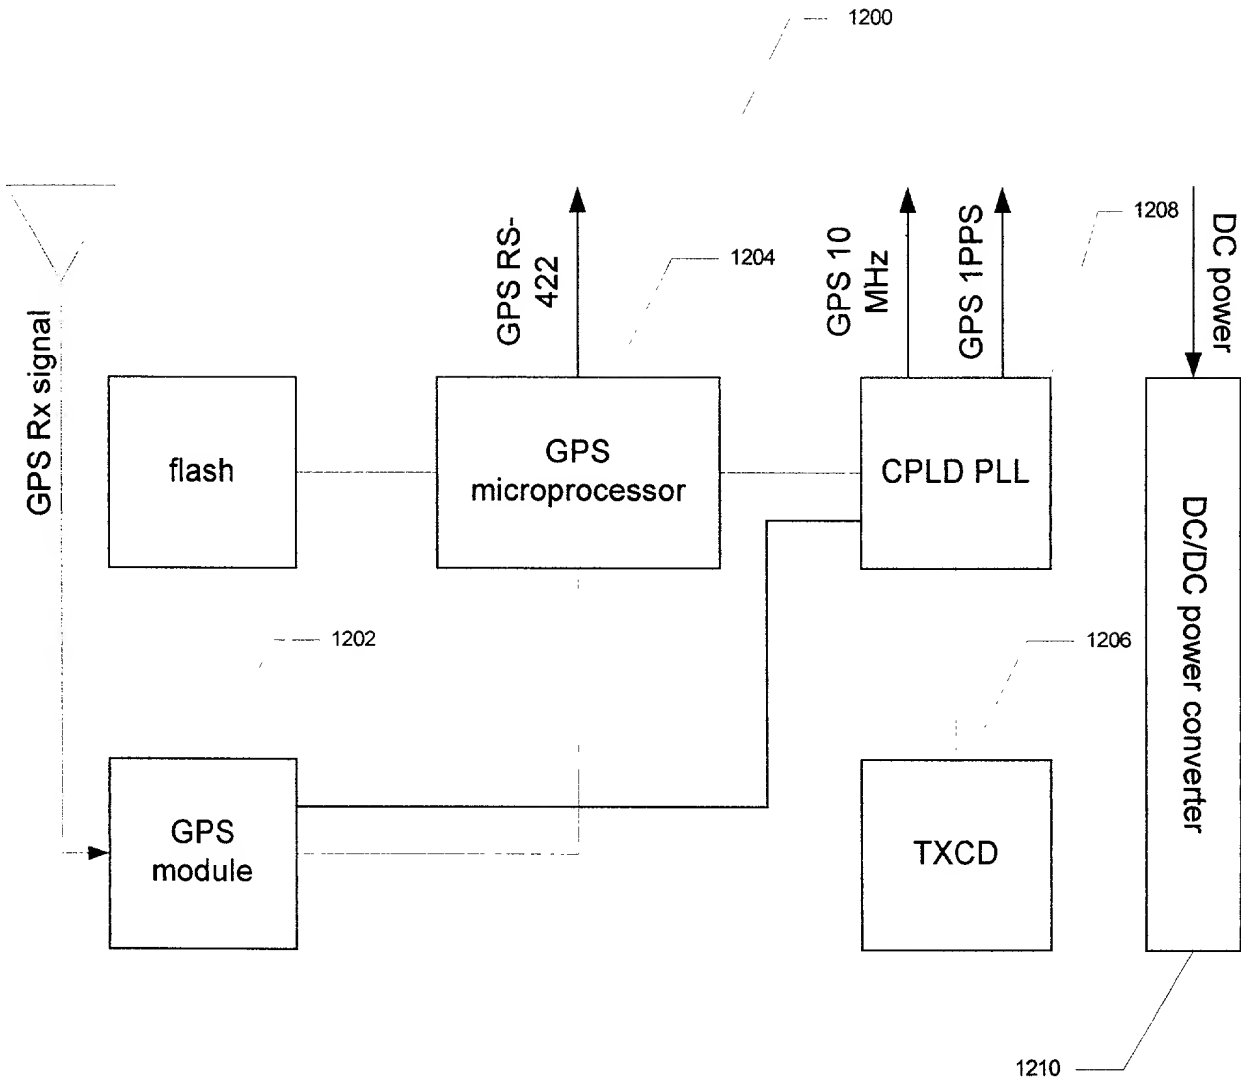 1200
1208
GPS RS-
422
1204
GPS 10
MHz
GPS 1PPS
DC power
GPS Rx signal
flash
GPS
microprocessor
CPLD PLL
DC/DC power converter
1202
1206
GPS
module
TXCD
1210